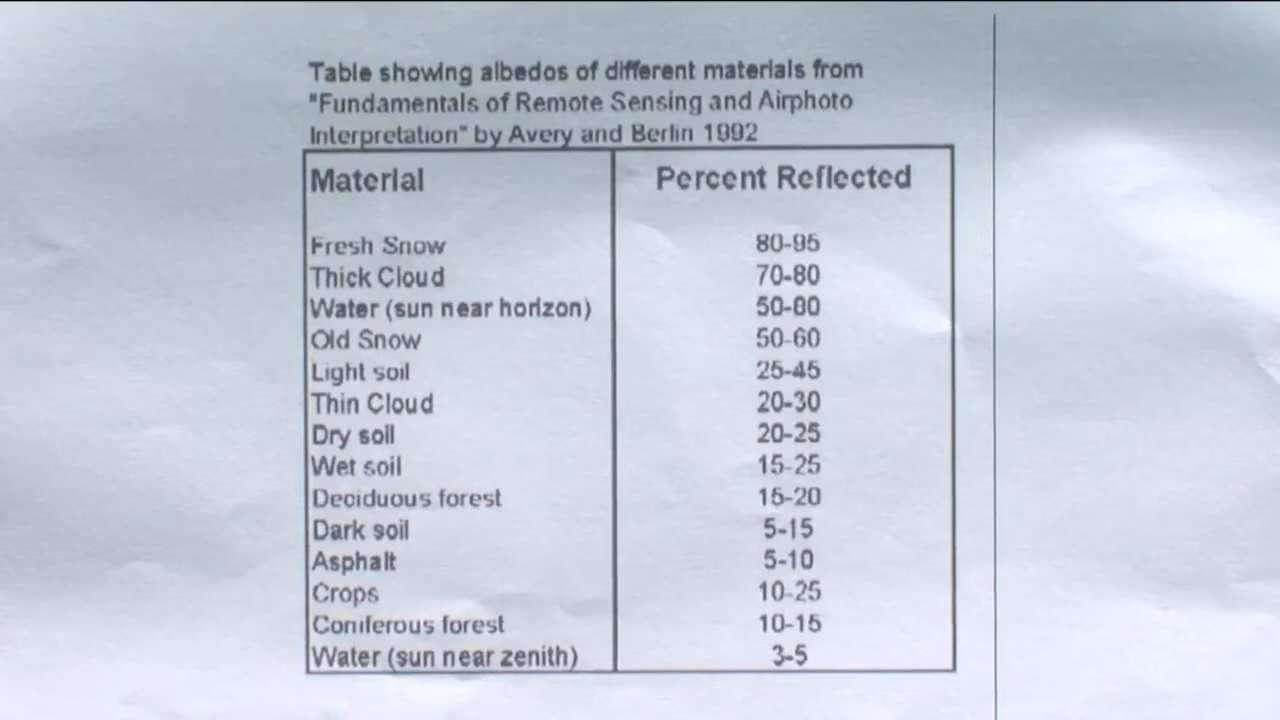 Table showing albedos of different materials from
"Fundamentals of Remote Sensing and Airphoto
Interpretation" by Avery and Berlin 1992
Material Percent Reflected
Fresh Snow 80-95
Thick Cloud 70-80
Water (sun near horizon) 50-80
Old Snow 50-60
Light soil 25-45
Thin Cloud 20-30
Dry soil 20-25
Wet soil 15-25
Deciduous forest 15-20
Dark soil 5-15
Asphalt 5-10
Crops 10-25
Coniferous forest 10-15
Water (sun near zenith) 3-5